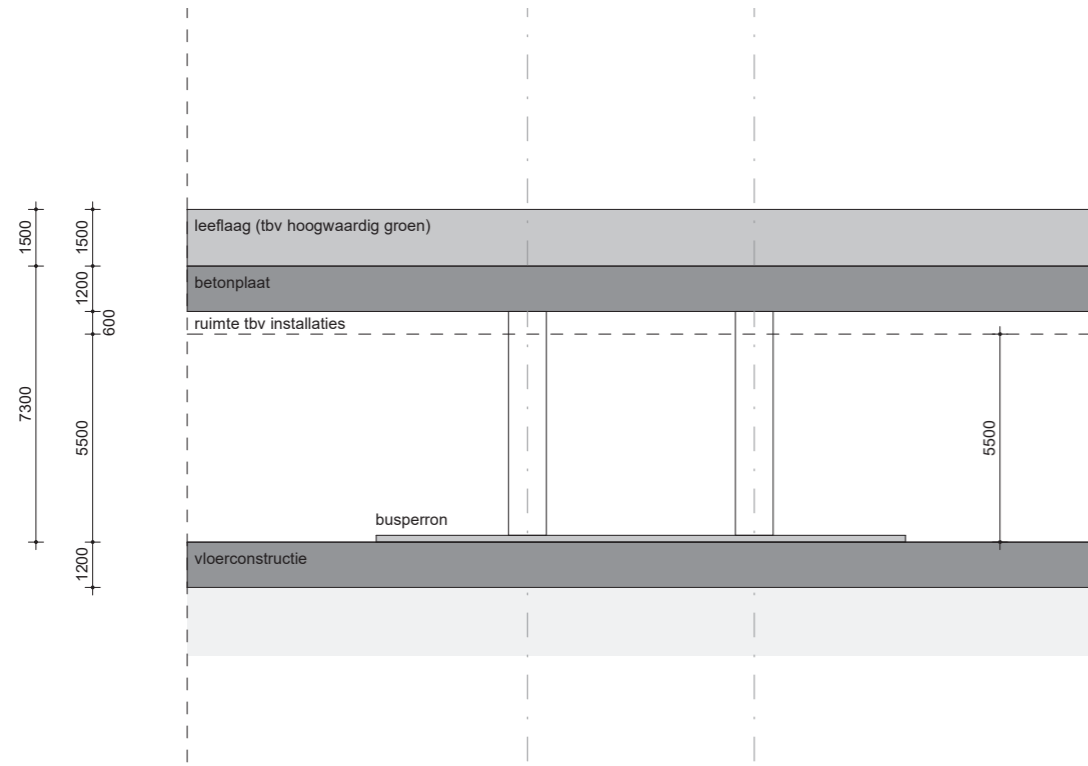 leeflaag (tbv hoogwaardig groen)
1500
1500
betonplaat
1200
600
ruimte tbv installaties
7300
5500
5500
busperron
vloerconstructie
1200